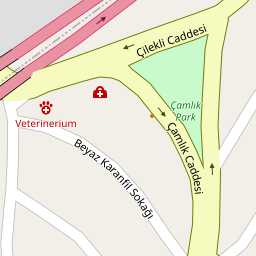 Çilekli Caddesi
Çamlık
Park
Veterinerium
Çamlık Caddesi
Beyaz Karanfil Sokağı